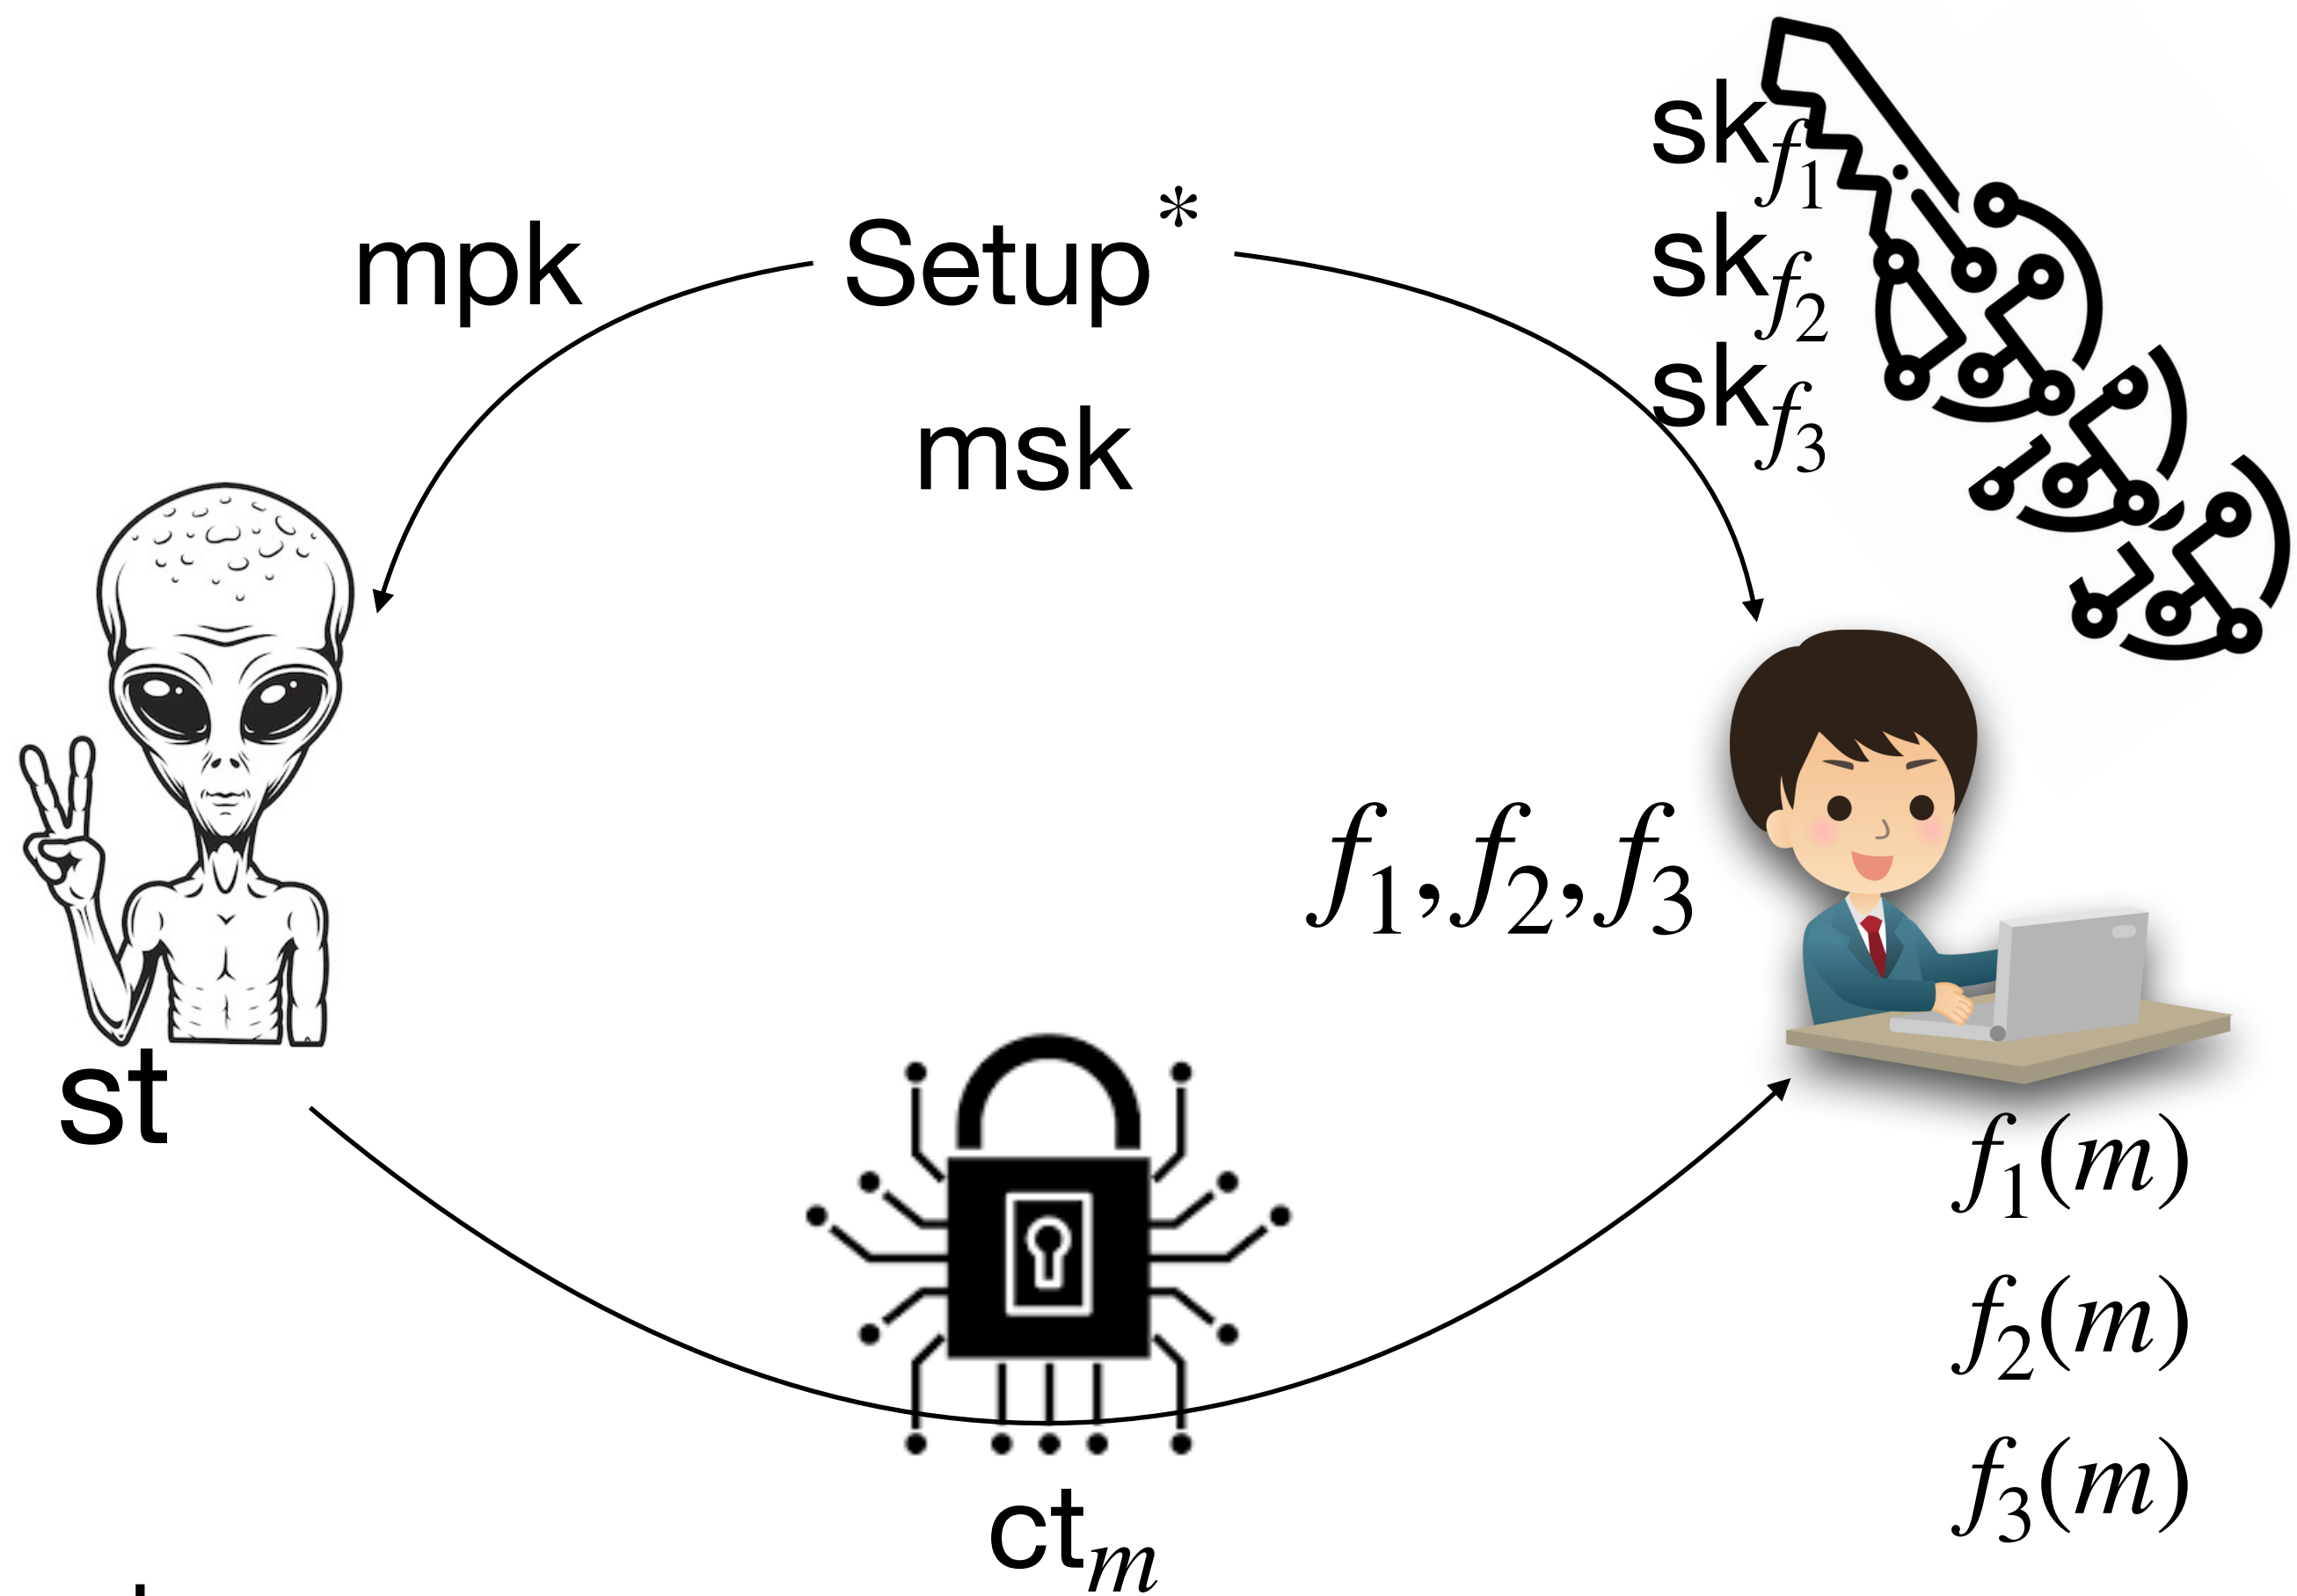 mpk
Setup*
msk
sk_{f_1}
sk_{f_2}
sk_{f_3}
f_1, f_2, f_3
st
ct_m
f_1(m)
f_2(m)
f_3(m)